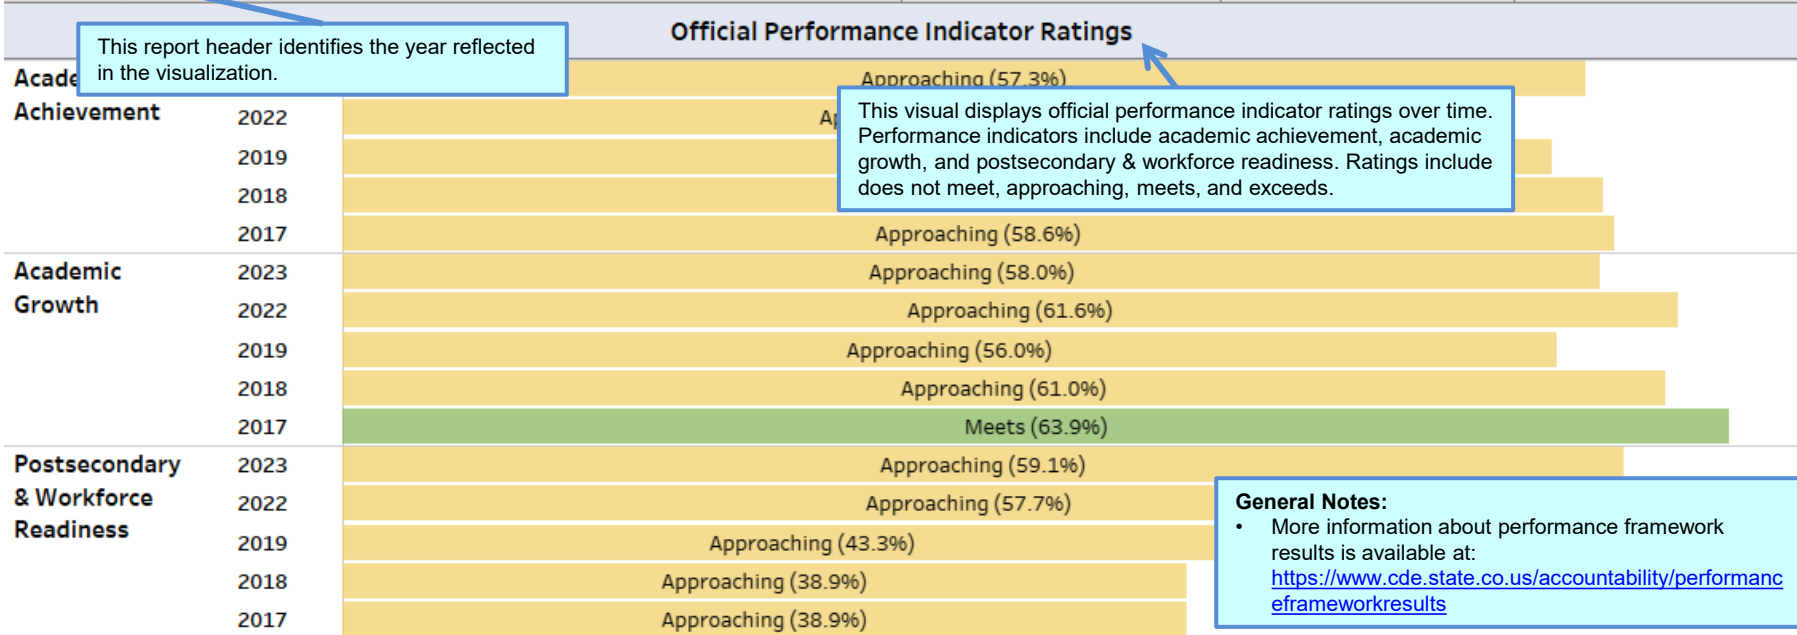 Official Performance Indicator Ratings
This report header identifies the year reflected
in the visualization.
Approaching (57.3%)
Achievement
2022
2019
2018
2017 Approaching (58.6%)
This visual displays official performance indicator ratings over time.
Performance indicators include academic achievement, academic
growth, and postsecondary & workforce readiness. Ratings include
does not meet, approaching, meets, and exceeds.
Academic
Growth
2023 Approaching (58.0%)
2022 Approaching (61.6%)
2019 Approaching (56.0%)
2018 Approaching (61.0%)
2017 Meets (63.9%)
Postsecondary
& Workforce
Readiness
2023 Approaching (59.1%)
2022 Approaching (57.7%)
2019 Approaching (43.3%)
2018 Approaching (38.9%)
2017 Approaching (38.9%)
General Notes:
• More information about performance framework
results is available at:
https://www.cde.state.co.us/accountability/performanc
eframeworkresults